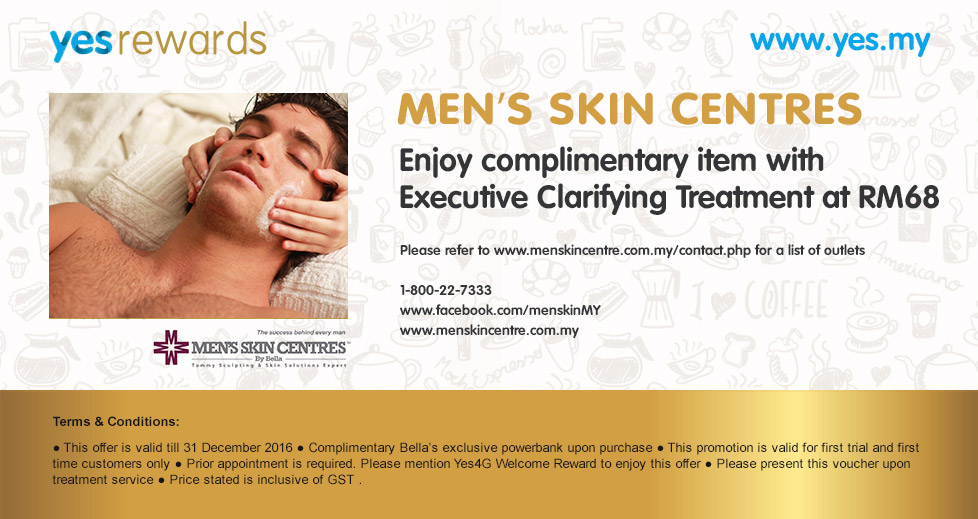 yesrewards
www.yes.my
MEN'S SKIN CENTRES
Enjoy complimentary item with
Executive Clarifying Treatment at RM68
Please refer to www.menskincentre.com.my/contact.php for a list of outlets
1-800-22-7333
www.facebook.com/menskinMY
www.menskincentre.com.my
The success behind every man
MEN'S SKIN CENTRES™
By Bella
Tummy Sculpting & Skin Solutions Expert
Mocha
Americano
I ♥ COFFEE
Terms & Conditions:
● This offer is valid till 31 December 2016 ● Complimentary Bella's exclusive powerbank upon purchase ● This promotion is valid for first trial and first
time customers only ● Prior appointment is required. Please mention Yes4G Welcome Reward to enjoy this offer ● Please present this voucher upon
treatment service ● Price stated is inclusive of GST .